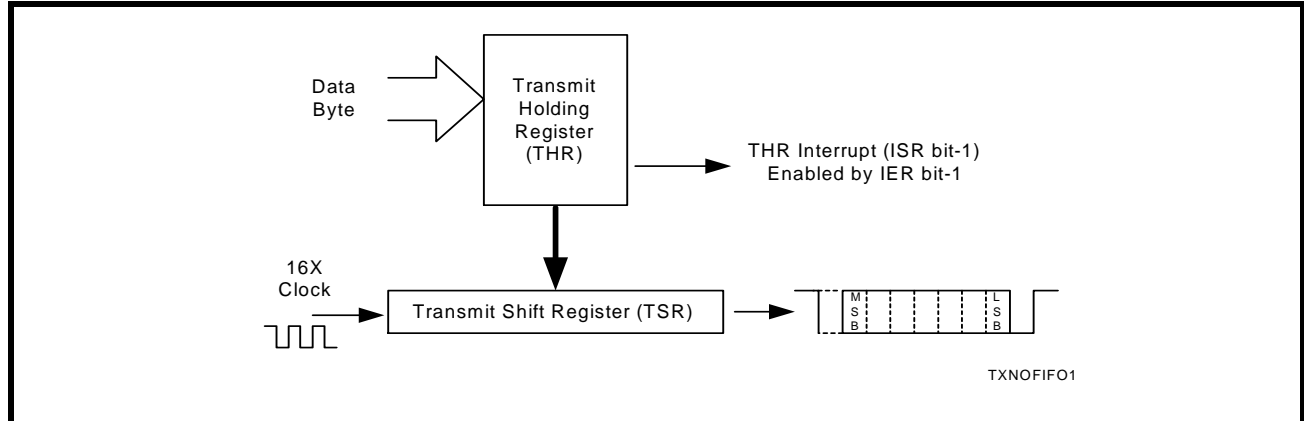 Data
Byte
Transmit
Holding
Register
(THR)
THR Interrupt (ISR bit-1)
Enabled by IER bit-1
16X
Clock
Transmit Shift Register (TSR)
M
S
B
L
S
B
TXNOFIFO1